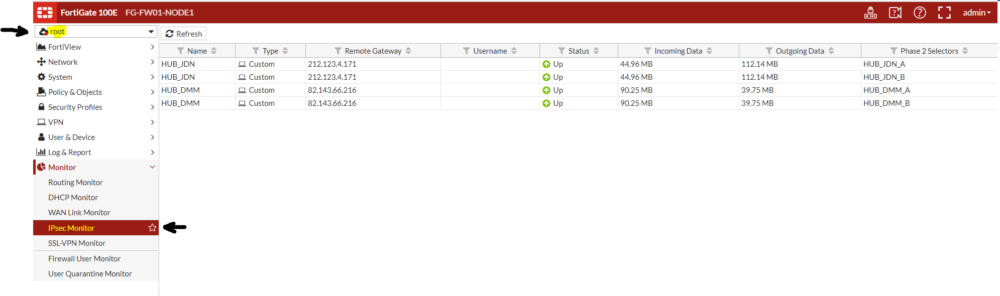 FortiGate 100E FG-FW01-NODE1 admin
root
Refresh
FortiView
Network
System
Policy & Objects
Security Profiles
VPN
User & Device
Log & Report
Monitor
Routing Monitor
DHCP Monitor
WAN Link Monitor
IPsec Monitor
SSL-VPN Monitor
Firewall User Monitor
User Quarantine Monitor
Name Type Remote Gateway Username Status Incoming Data Outgoing Data Phase 2 Selectors
HUB_JDN Custom 212.123.4.171 Up 44.96 MB 112.14 MB HUB_JDN_A
HUB_JDN Custom 212.123.4.171 Up 44.96 MB 112.14 MB HUB_JDN_B
HUB_DMM Custom 82.143.66.216 Up 90.25 MB 39.75 MB HUB_DMM_A
HUB_DMM Custom 82.143.66.216 Up 90.25 MB 39.75 MB HUB_DMM_B